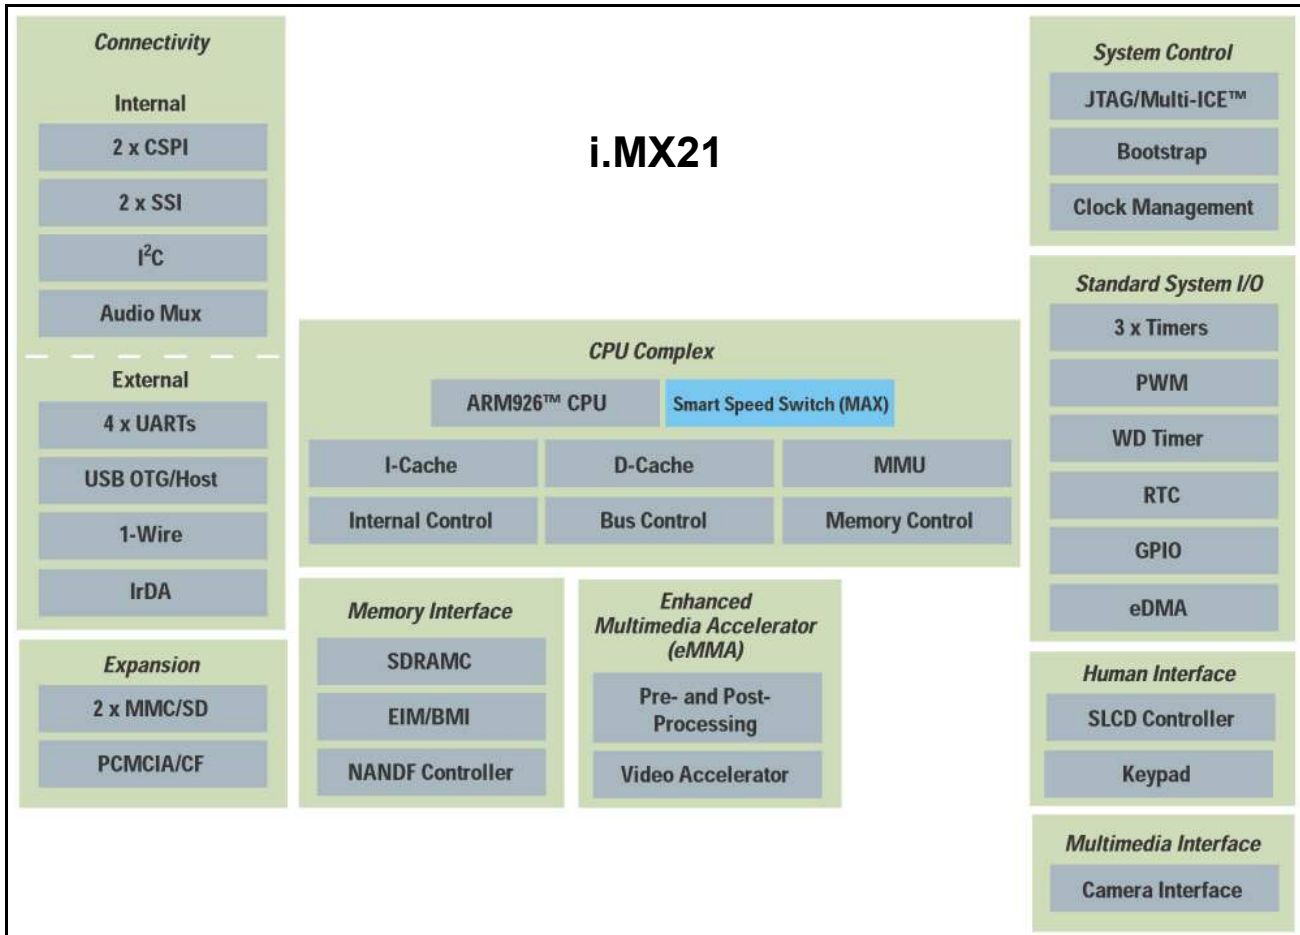 Connectivity
Internal
2 x CSPI
2 x SSI
I²C
Audio Mux
External
4 x UARTs
USB OTG/Host
1-Wire
IrDA
Expansion
2 x MMC/SD
PCMCIA/CF
i.MX21
CPU Complex
ARM926™ CPU
Smart Speed Switch (MAX)
I-Cache
D-Cache
MMU
Internal Control
Bus Control
Memory Control
Memory Interface
SDRAMC
EIM/BMI
NANDF Controller
Enhanced
Multimedia Accelerator
(eMMA)
Pre- and Post-
Processing
Video Accelerator
System Control
JTAG/Multi-ICE™
Bootstrap
Clock Management
Standard System I/O
3 x Timers
PWM
WD Timer
RTC
GPIO
eDMA
Human Interface
SLCD Controller
Keypad
Multimedia Interface
Camera Interface